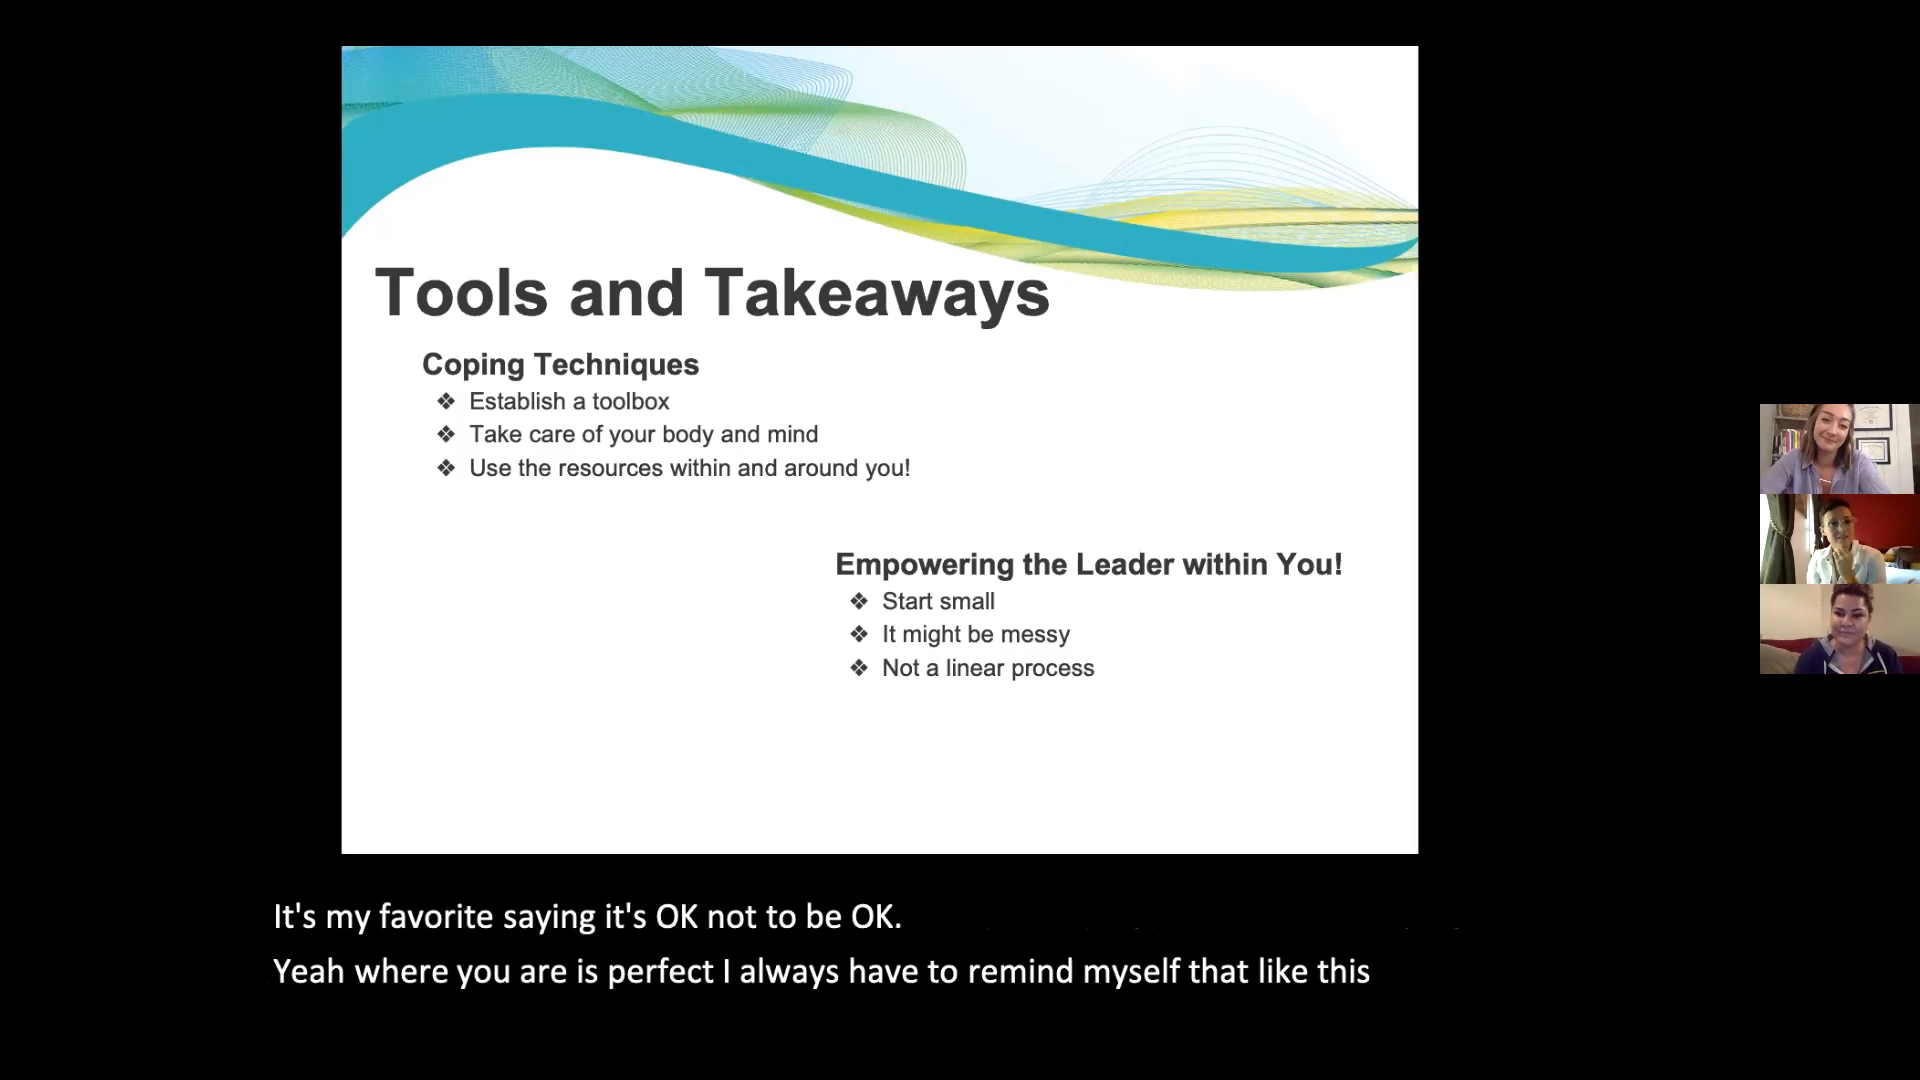 Tools and Takeaways
Coping Techniques
❖ Establish a toolbox
❖ Take care of your body and mind
❖ Use the resources within and around you!
Empowering the Leader within You!
❖ Start small
❖ It might be messy
❖ Not a linear process
It's my favorite saying it's OK not to be OK.
Yeah where you are is perfect I always have to remind myself that like this